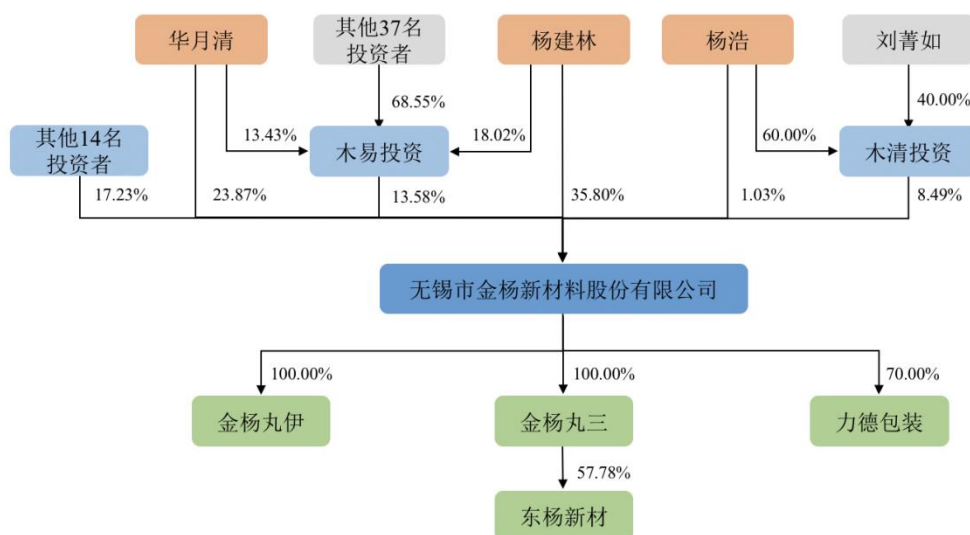 华月清
其他37名
投资者
杨建林
杨浩
刘菁如
68.55%
40.00%
其他14名
投资者
13.43%
木易投资
18.02%
60.00%
木清投资
17.23%
23.87%
13.58%
35.80%
1.03%
8.49%
无锡市金杨新材料股份有限公司
100.00%
100.00%
70.00%
金杨丸伊
金杨丸三
力德包装
57.78%
东杨新材